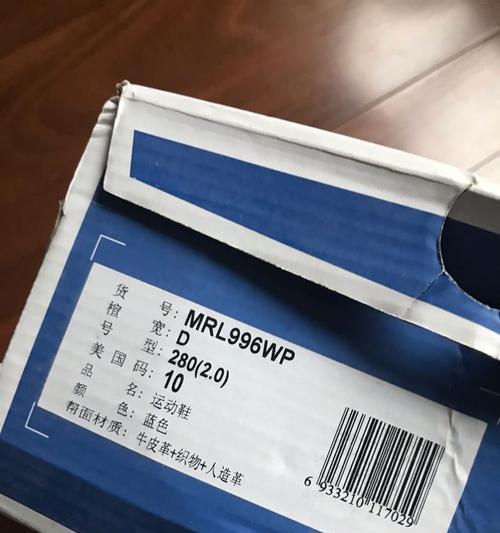 货号:MRL996WP
楦宽:D
号型:280(2.0)
美国码:10
品名:运动鞋
颜色:蓝色
帮面材质:牛皮革+织物+人造革
6 933210 117029